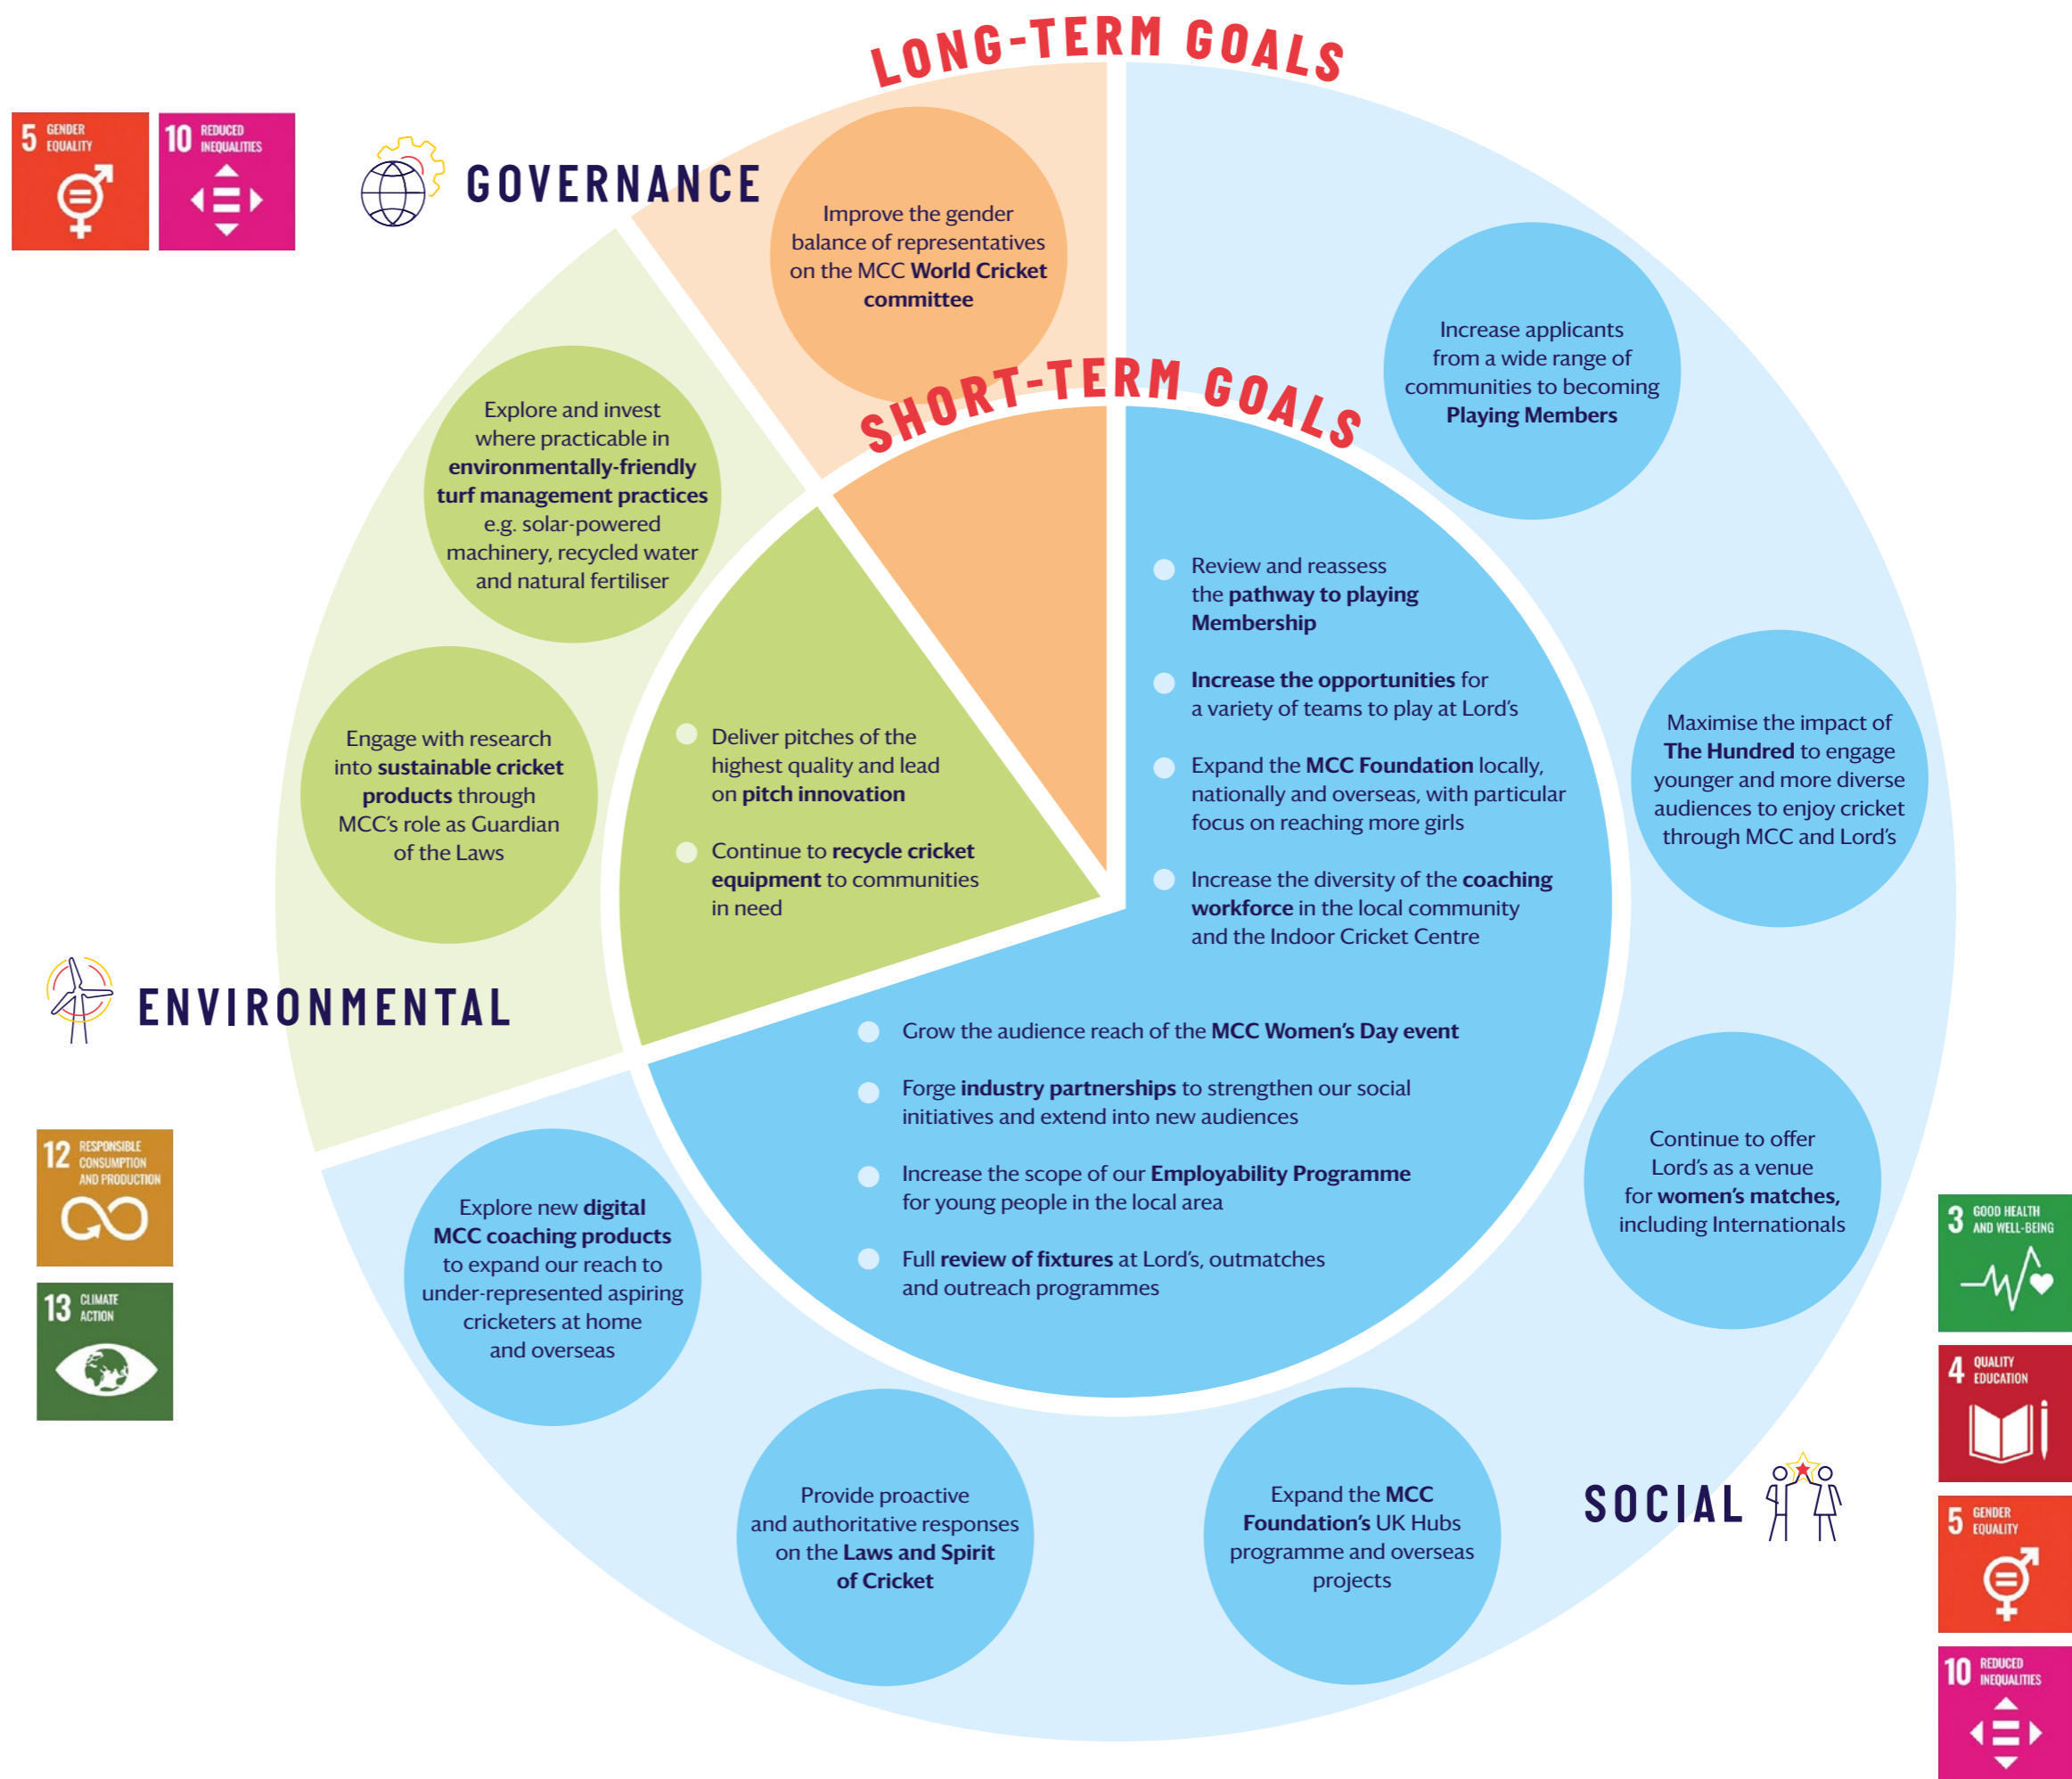 LONG-TERM GOALS
5 GENDER
EQUALITY
10 REDUCED
INEQUALITIES
GOVERNANCE
Improve the gender
balance of representatives
on the MCC World Cricket
committee
SHORT-TERM GOALS
Increase applicants
from a wide range of
communities to becoming
Playing Members
Explore and invest
where practicable in
environmentally-friendly
turf management practices
e.g. solar-powered
machinery, recycled water
and natural fertiliser
Review and reassess
the pathway to playing
Membership
Increase the opportunities for
a variety of teams to play at Lord's
Expand the MCC Foundation locally,
nationally and overseas, with particular
focus on reaching more girls
Increase the diversity of the coaching
workforce in the local community
and the Indoor Cricket Centre
Maximise the impact of
The Hundred to engage
younger and more diverse
audiences to enjoy cricket
through MCC and Lord's
Engage with research
into sustainable cricket
products through
MCC's role as Guardian
of the Laws
Deliver pitches of the
highest quality and lead
on pitch innovation
Continue to recycle cricket
equipment to communities
in need
ENVIRONMENTAL
Grow the audience reach of the MCC Women's Day event
Forge industry partnerships to strengthen our social
initiatives and extend into new audiences
Increase the scope of our Employability Programme
for young people in the local area
Full review of fixtures at Lord's, outmatches
and outreach programmes
Continue to offer
Lord's as a venue
for women's matches,
including Internationals
12 RESPONSIBLE
CONSUMPTION
AND PRODUCTION
13 CLIMATE
ACTION
Explore new digital
MCC coaching products
to expand our reach to
under-represented aspiring
cricketers at home
and overseas
Provide proactive
and authoritative responses
on the Laws and Spirit
of Cricket
Expand the MCC
Foundation's UK Hubs
programme and overseas
projects
SOCIAL
3 GOOD HEALTH
AND WELL-BEING
4 QUALITY
EDUCATION
5 GENDER
EQUALITY
10 REDUCED
INEQUALITIES